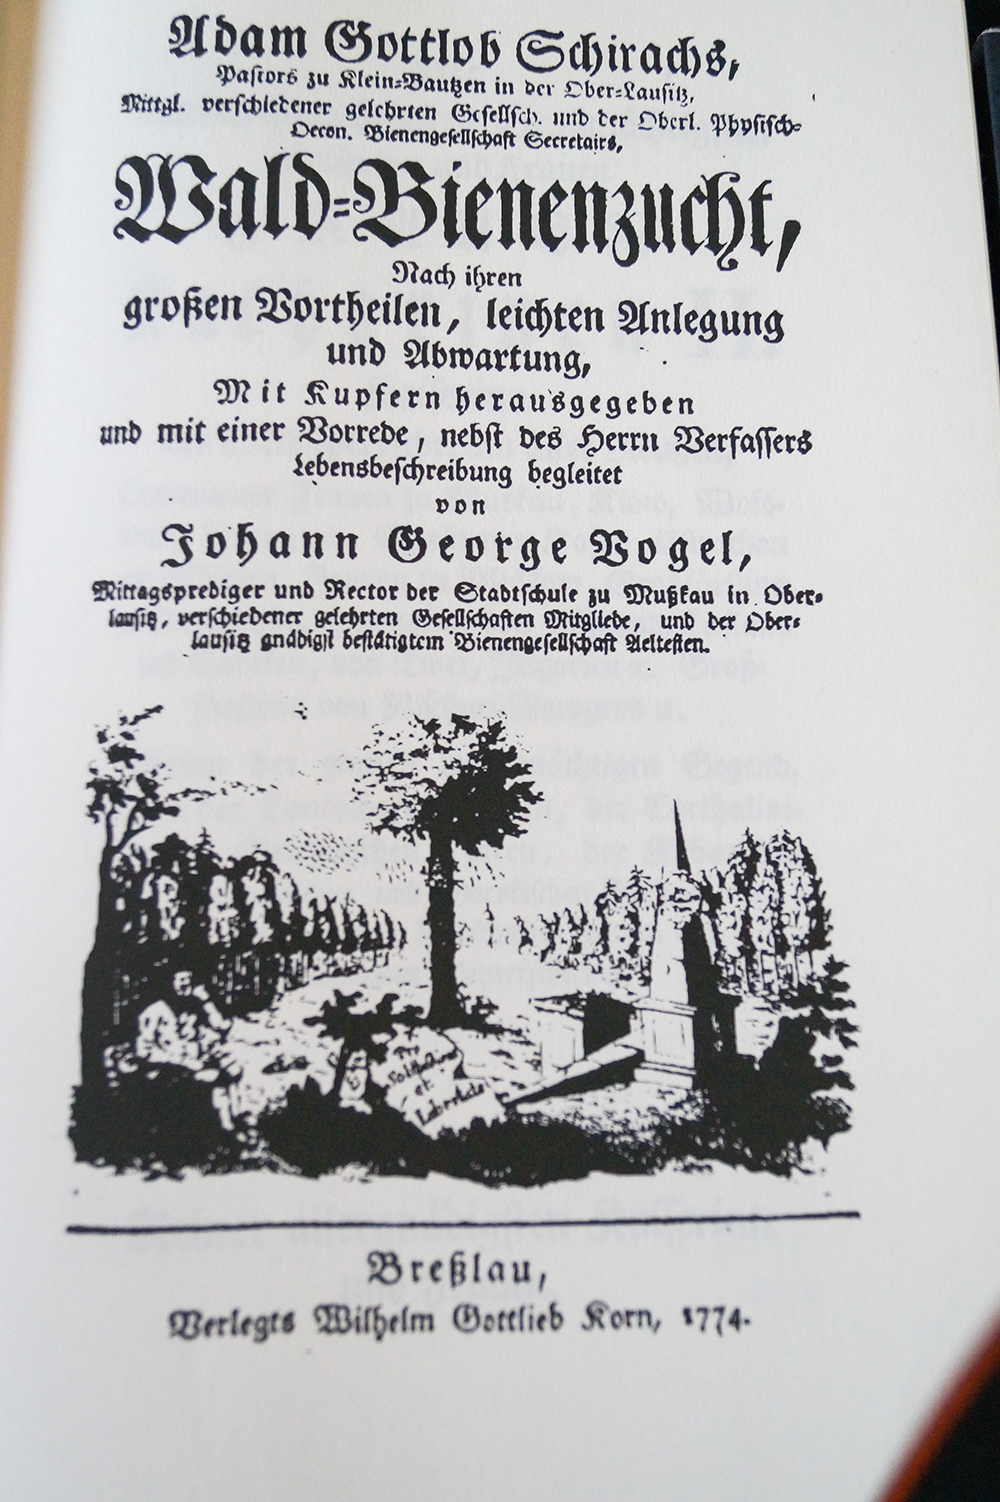 Adam Gottlob Schirachs,
Pastors zu Klein=Bautzen in der Ober=Lausitz,
Mittgl. verschiedener gelehrten Gesellsch. und der Oberl. Physisch=
Oecon. Bienengesellschaft Secretairs,
Wald=Bienenzucht,
Nach ihren
großen Vortheilen, leichten Anlegung
und Abwartung,
Mit Kupfern herausgegeben
und mit einer Vorrede, nebst des Herrn Verfassers
Lebensbeschreibung begleitet
von
Johann George Vogel,
Mittagsprediger und Rector der Stadtschule zu Mußkau in Ober=
lausitz, verschiedener gelehrten Gesellschaften Mitgliede, und der Ober=
lausitz gnädigst bestätigtem Bienengesellschaft Aeltesten.
et
Breßlau,
Verlegts Wilhelm Gottlieb Korn, 1774.